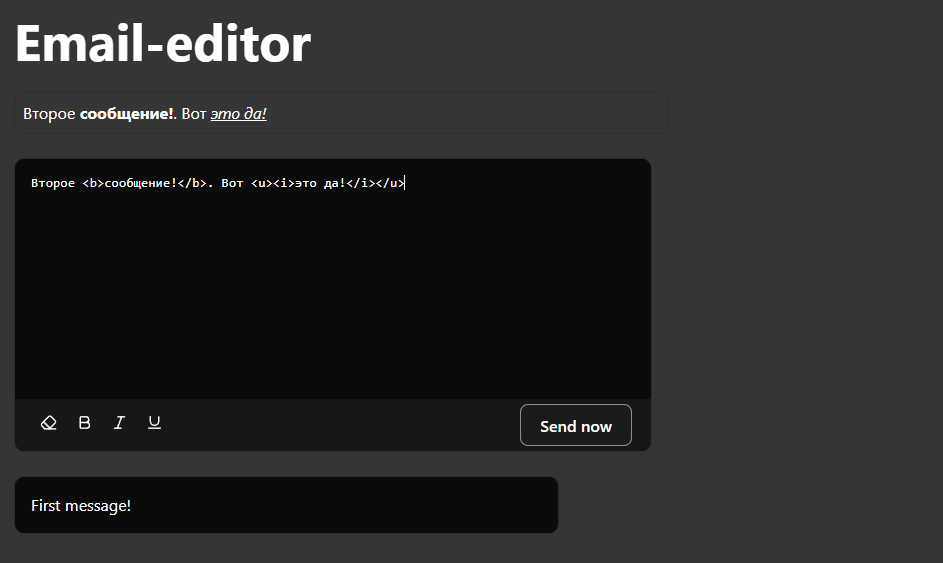 Email-editor
Второе сообщение!. Вот это да!
Второе <b>сообщение!</b>. Вот <u><i>это да!</i></u>
B I U Send now
First message!